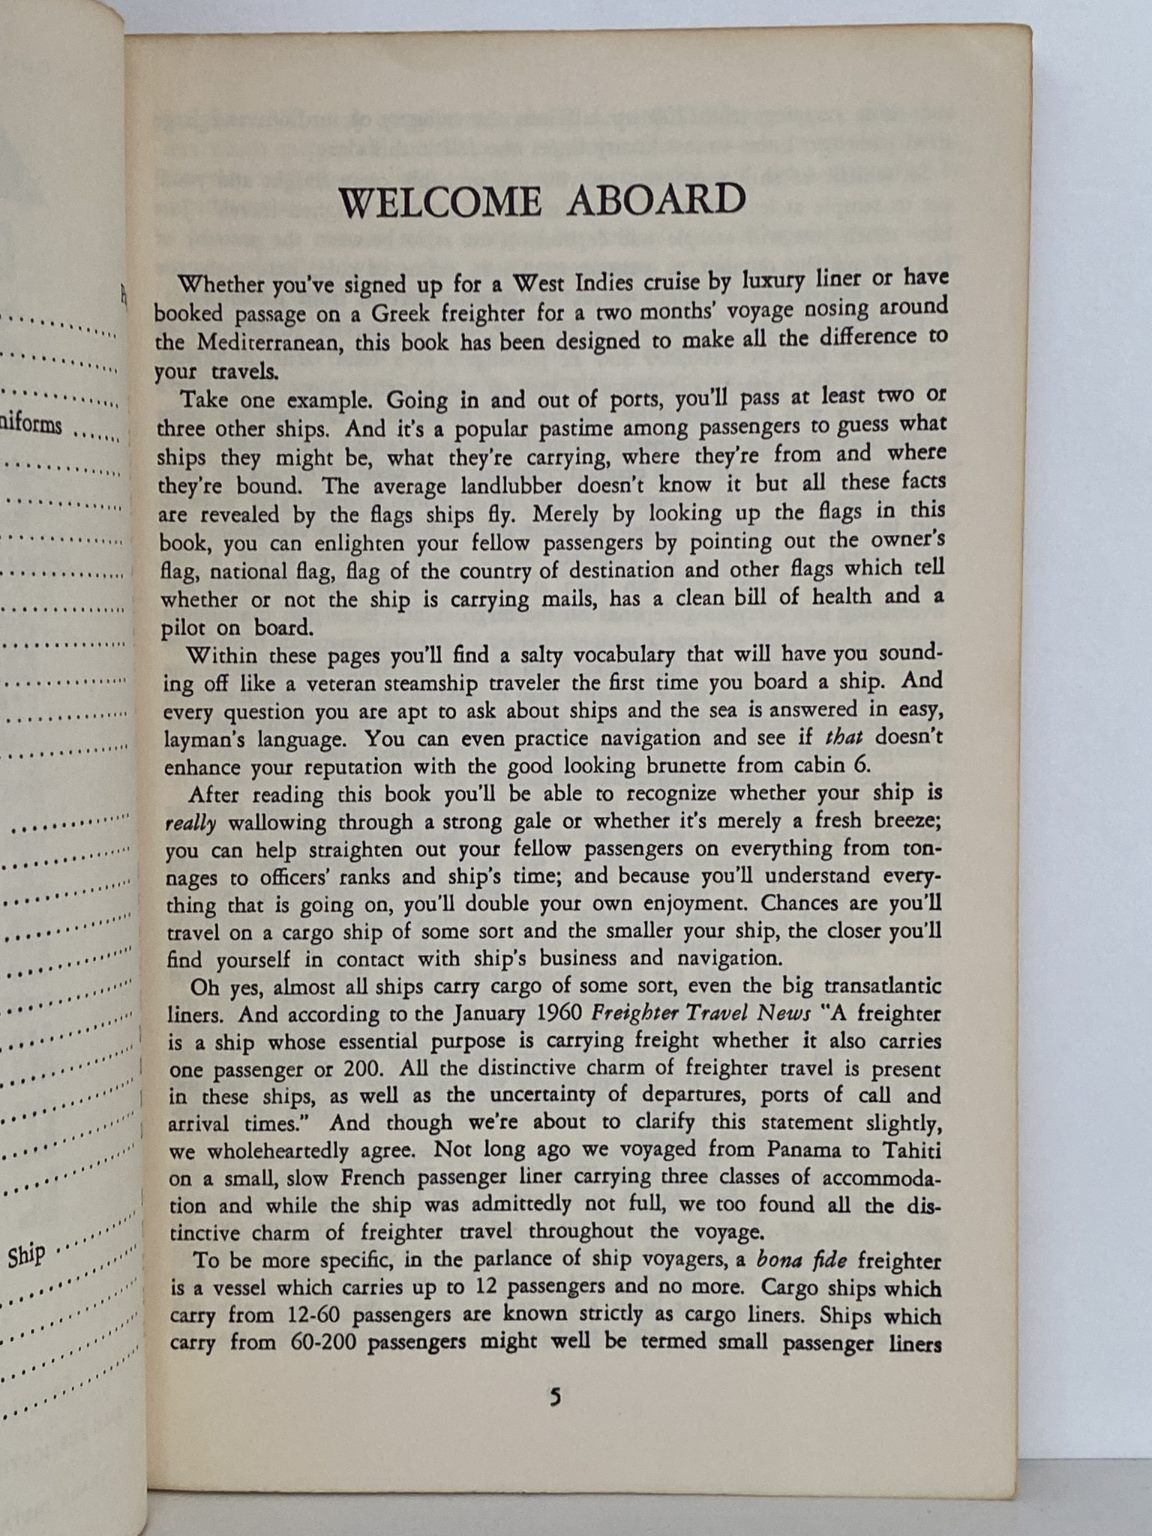 niforms .......
Ship .......
WELCOME ABOARD
Whether you've signed up for a West Indies cruise by luxury liner or have
booked passage on a Greek freighter for a two months' voyage nosing around
the Mediterranean, this book has been designed to make all the difference to
your travels.
Take one example. Going in and out of ports, you'll pass at least two or
three other ships. And it's a popular pastime among passengers to guess what
ships they might be, what they're carrying, where they're from and where
they're bound. The average landlubber doesn't know it but all these facts
are revealed by the flags ships fly. Merely by looking up the flags in this
book, you can enlighten your fellow passengers by pointing out the owner's
flag, national flag, flag of the country of destination and other flags which tell
whether or not the ship is carrying mails, has a clean bill of health and a
pilot on board.
Within these pages you'll find a salty vocabulary that will have you sound-
ing off like a veteran steamship traveler the first time you board a ship. And
every question you are apt to ask about ships and the sea is answered in easy,
layman's language. You can even practice navigation and see if that doesn't
enhance your reputation with the good looking brunette from cabin 6.
After reading this book you'll be able to recognize whether your ship is
really wallowing through a strong gale or whether it's merely a fresh breeze;
you can help straighten out your fellow passengers on everything from ton-
nages to officers' ranks and ship's time; and because you'll understand every-
thing that is going on, you'll double your own enjoyment. Chances are you'll
travel on a cargo ship of some sort and the smaller your ship, the closer you'll
find yourself in contact with ship's business and navigation.
Oh yes, almost all ships carry cargo of some sort, even the big transatlantic
liners. And according to the January 1960 Freighter Travel News "A freighter
is a ship whose essential purpose is carrying freight whether it also carries
one passenger or 200. All the distinctive charm of freighter travel is present
in these ships, as well as the uncertainty of departures, ports of call and
arrival times." And though we're about to clarify this statement slightly,
we wholeheartedly agree. Not long ago we voyaged from Panama to Tahiti
on a small, slow French passenger liner carrying three classes of accommoda-
tion and while the ship was admittedly not full, we too found all the dis-
tinctive charm of freighter travel throughout the voyage.
To be more specific, in the parlance of ship voyagers, a bona fide freighter
is a vessel which carries up to 12 passengers and no more. Cargo ships which
carry from 12-60 passengers are known strictly as cargo liners. Ships which
carry from 60-200 passengers might well be termed small passenger liners
5